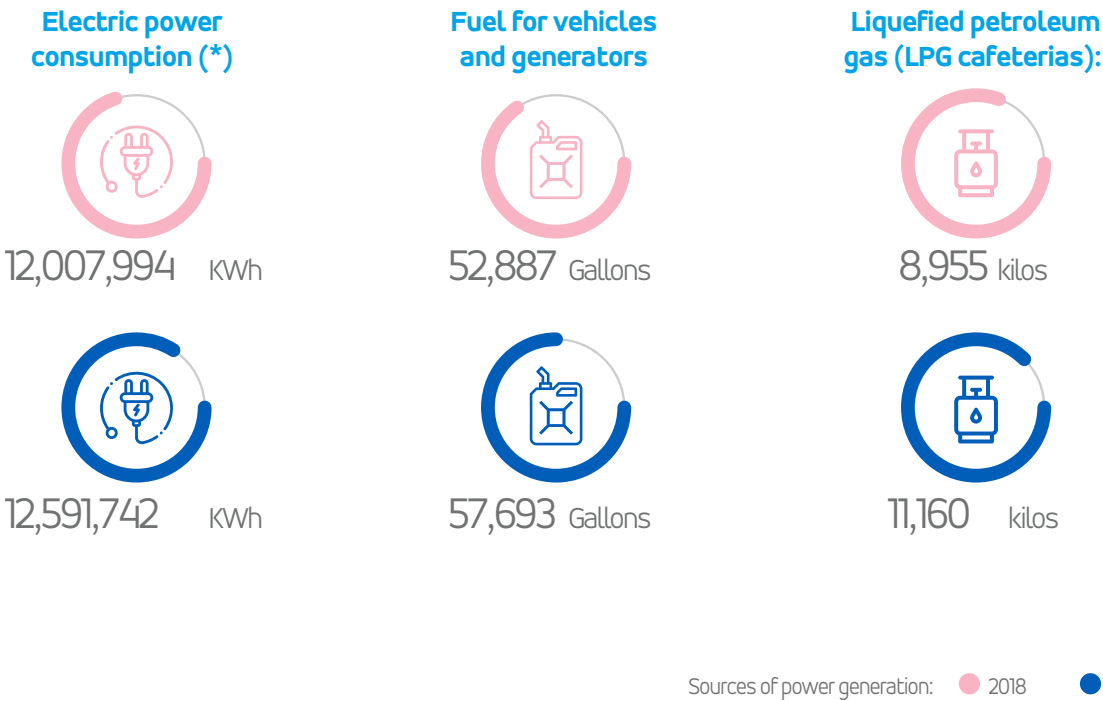 Electric power
consumption (*)
Fuel for vehicles
and generators
Liquefied petroleum
gas (LPG cafeterias):
12,007,994 KWh
52,887 Gallons
8,955 kilos
12,591,742 KWh
57,693 Gallons
11,160 kilos
Sources of power generation: 2018